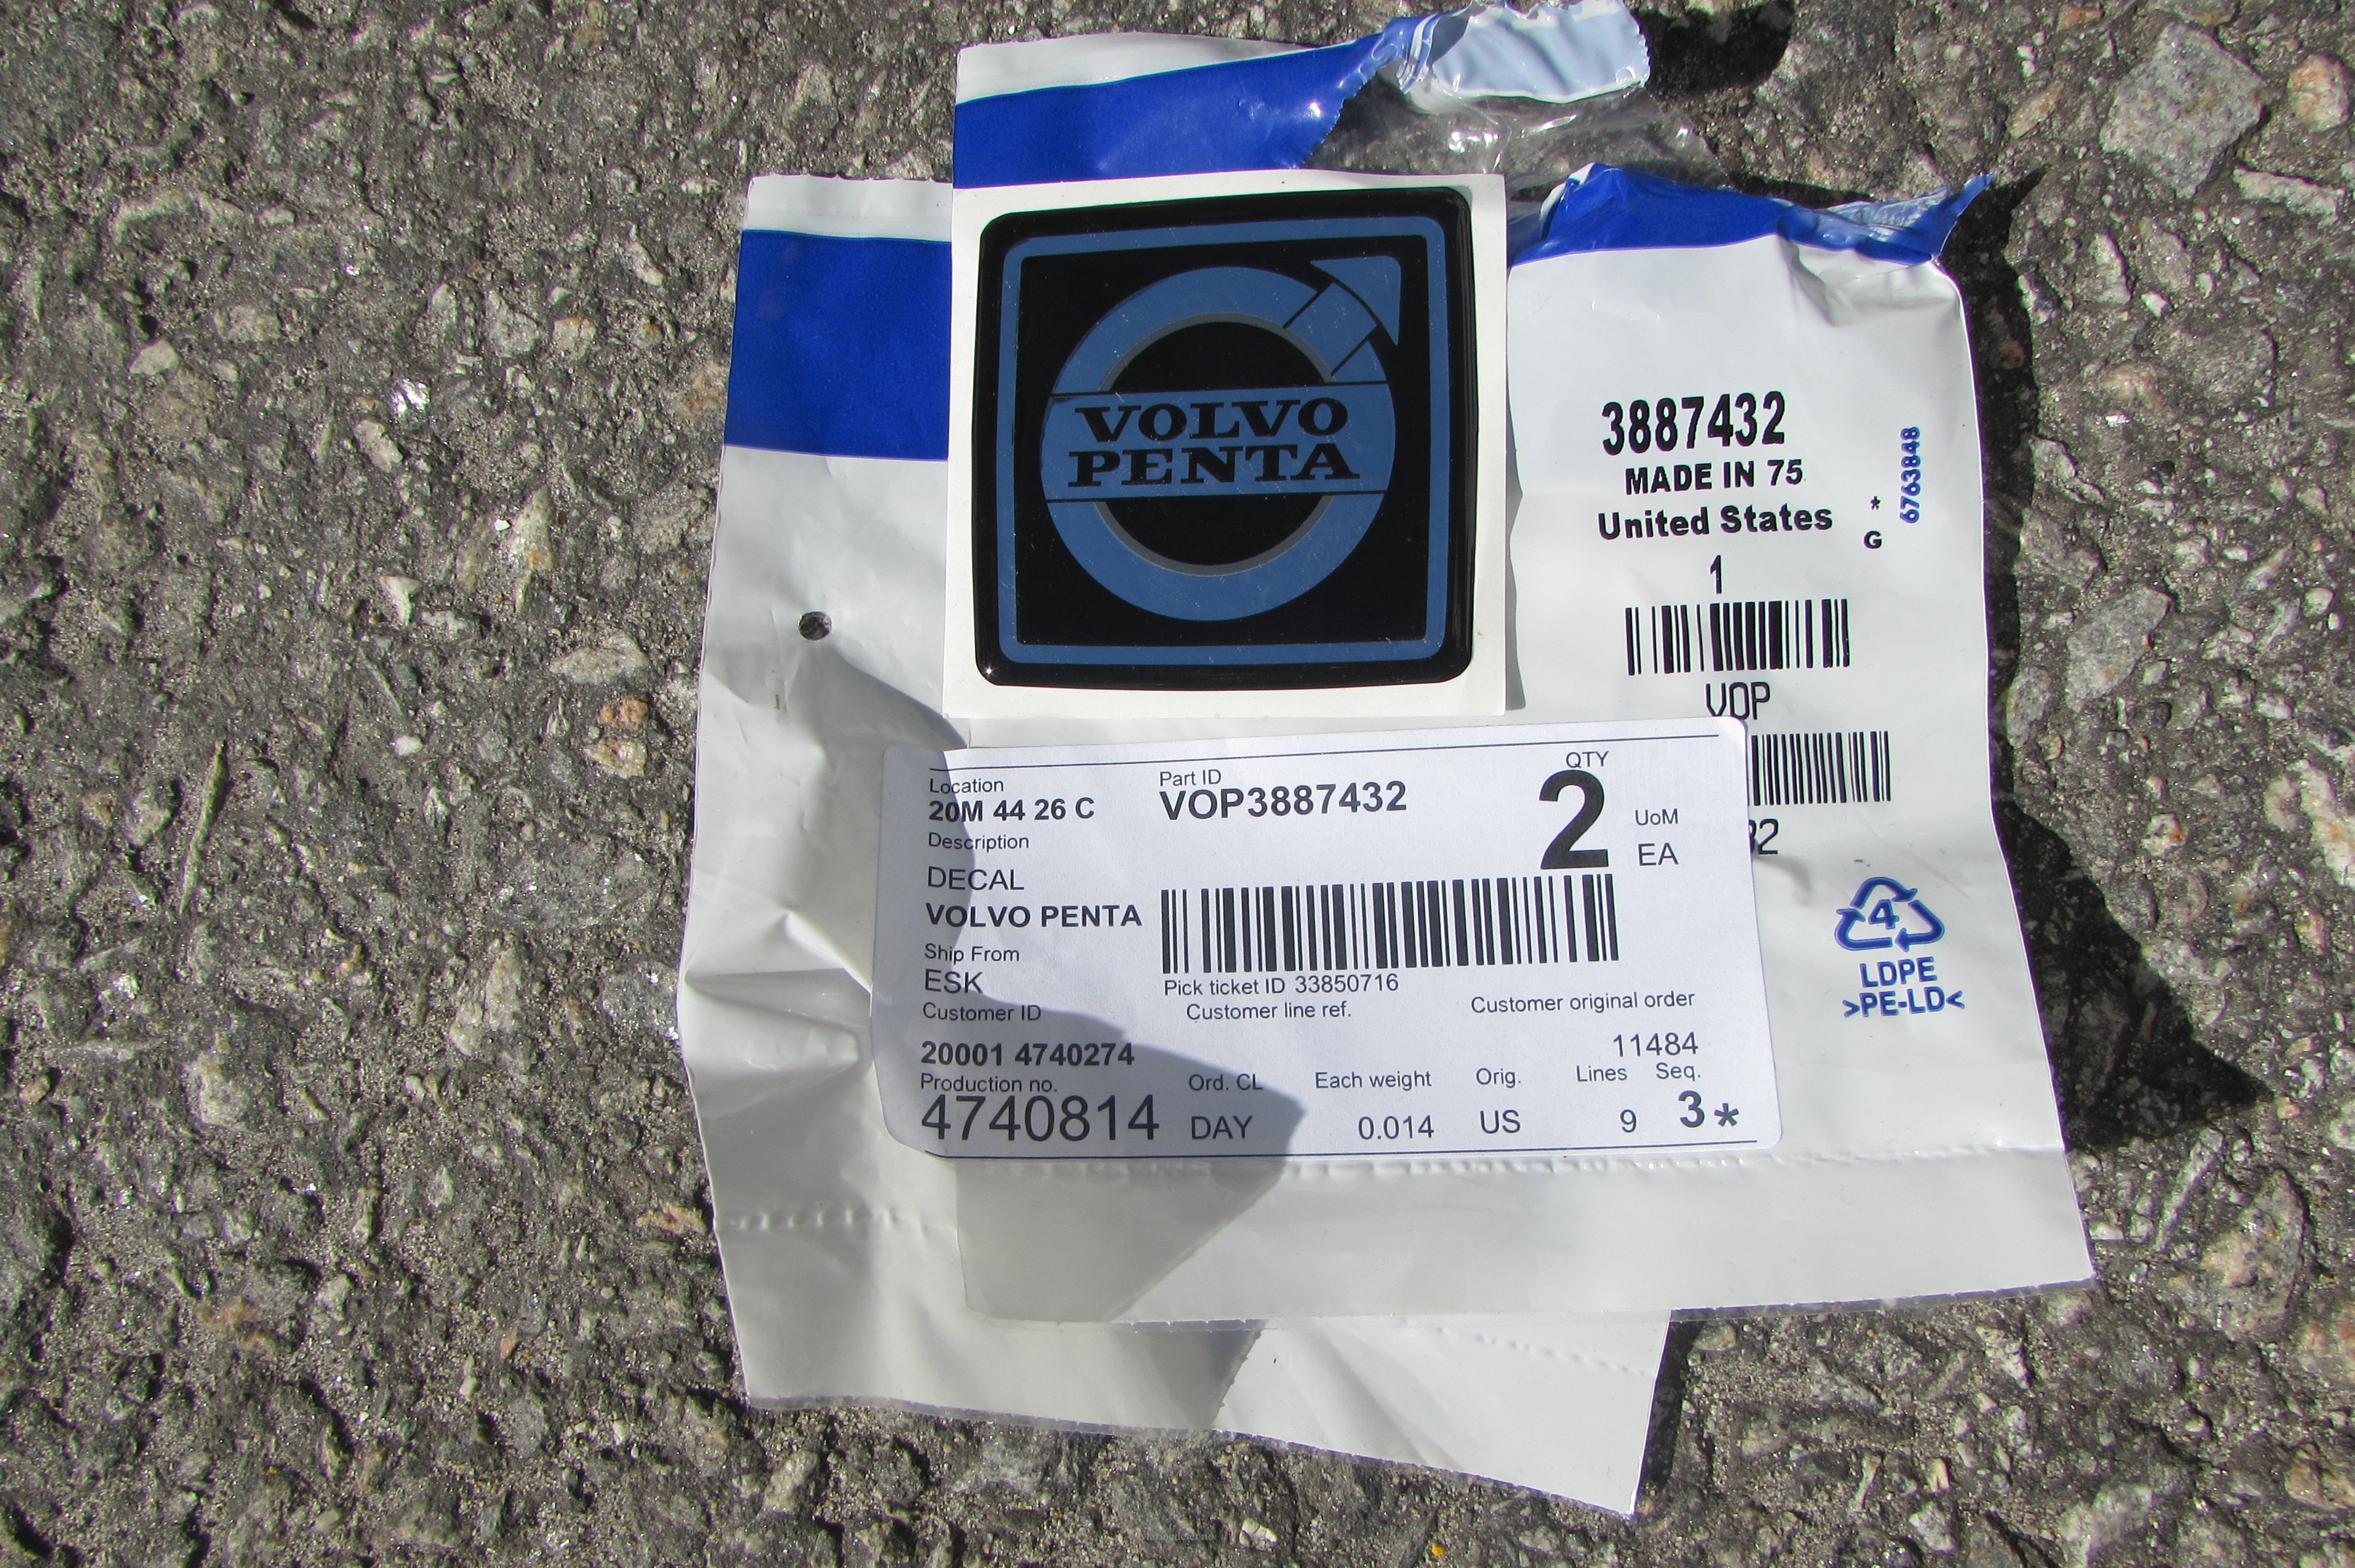 VOLVO
PENTA
3887432
MADE IN 75
United States
* G
67638​48
1
VOP
32
Location
20M 44 26 C
Part ID
VOP3887432
QTY
2
UoM
EA
Description
DECAL
VOLVO PENTA
Ship From
ESK
Pick ticket ID 33850716
Customer ID
Customer line ref.
Customer original order
20001 4740274
11484
Production no.
Ord. CL
Each weight
Orig.
Lines
Seq.
4740814
DAY
0.014
US
9
3*
4
LDPE
>PE-LD<